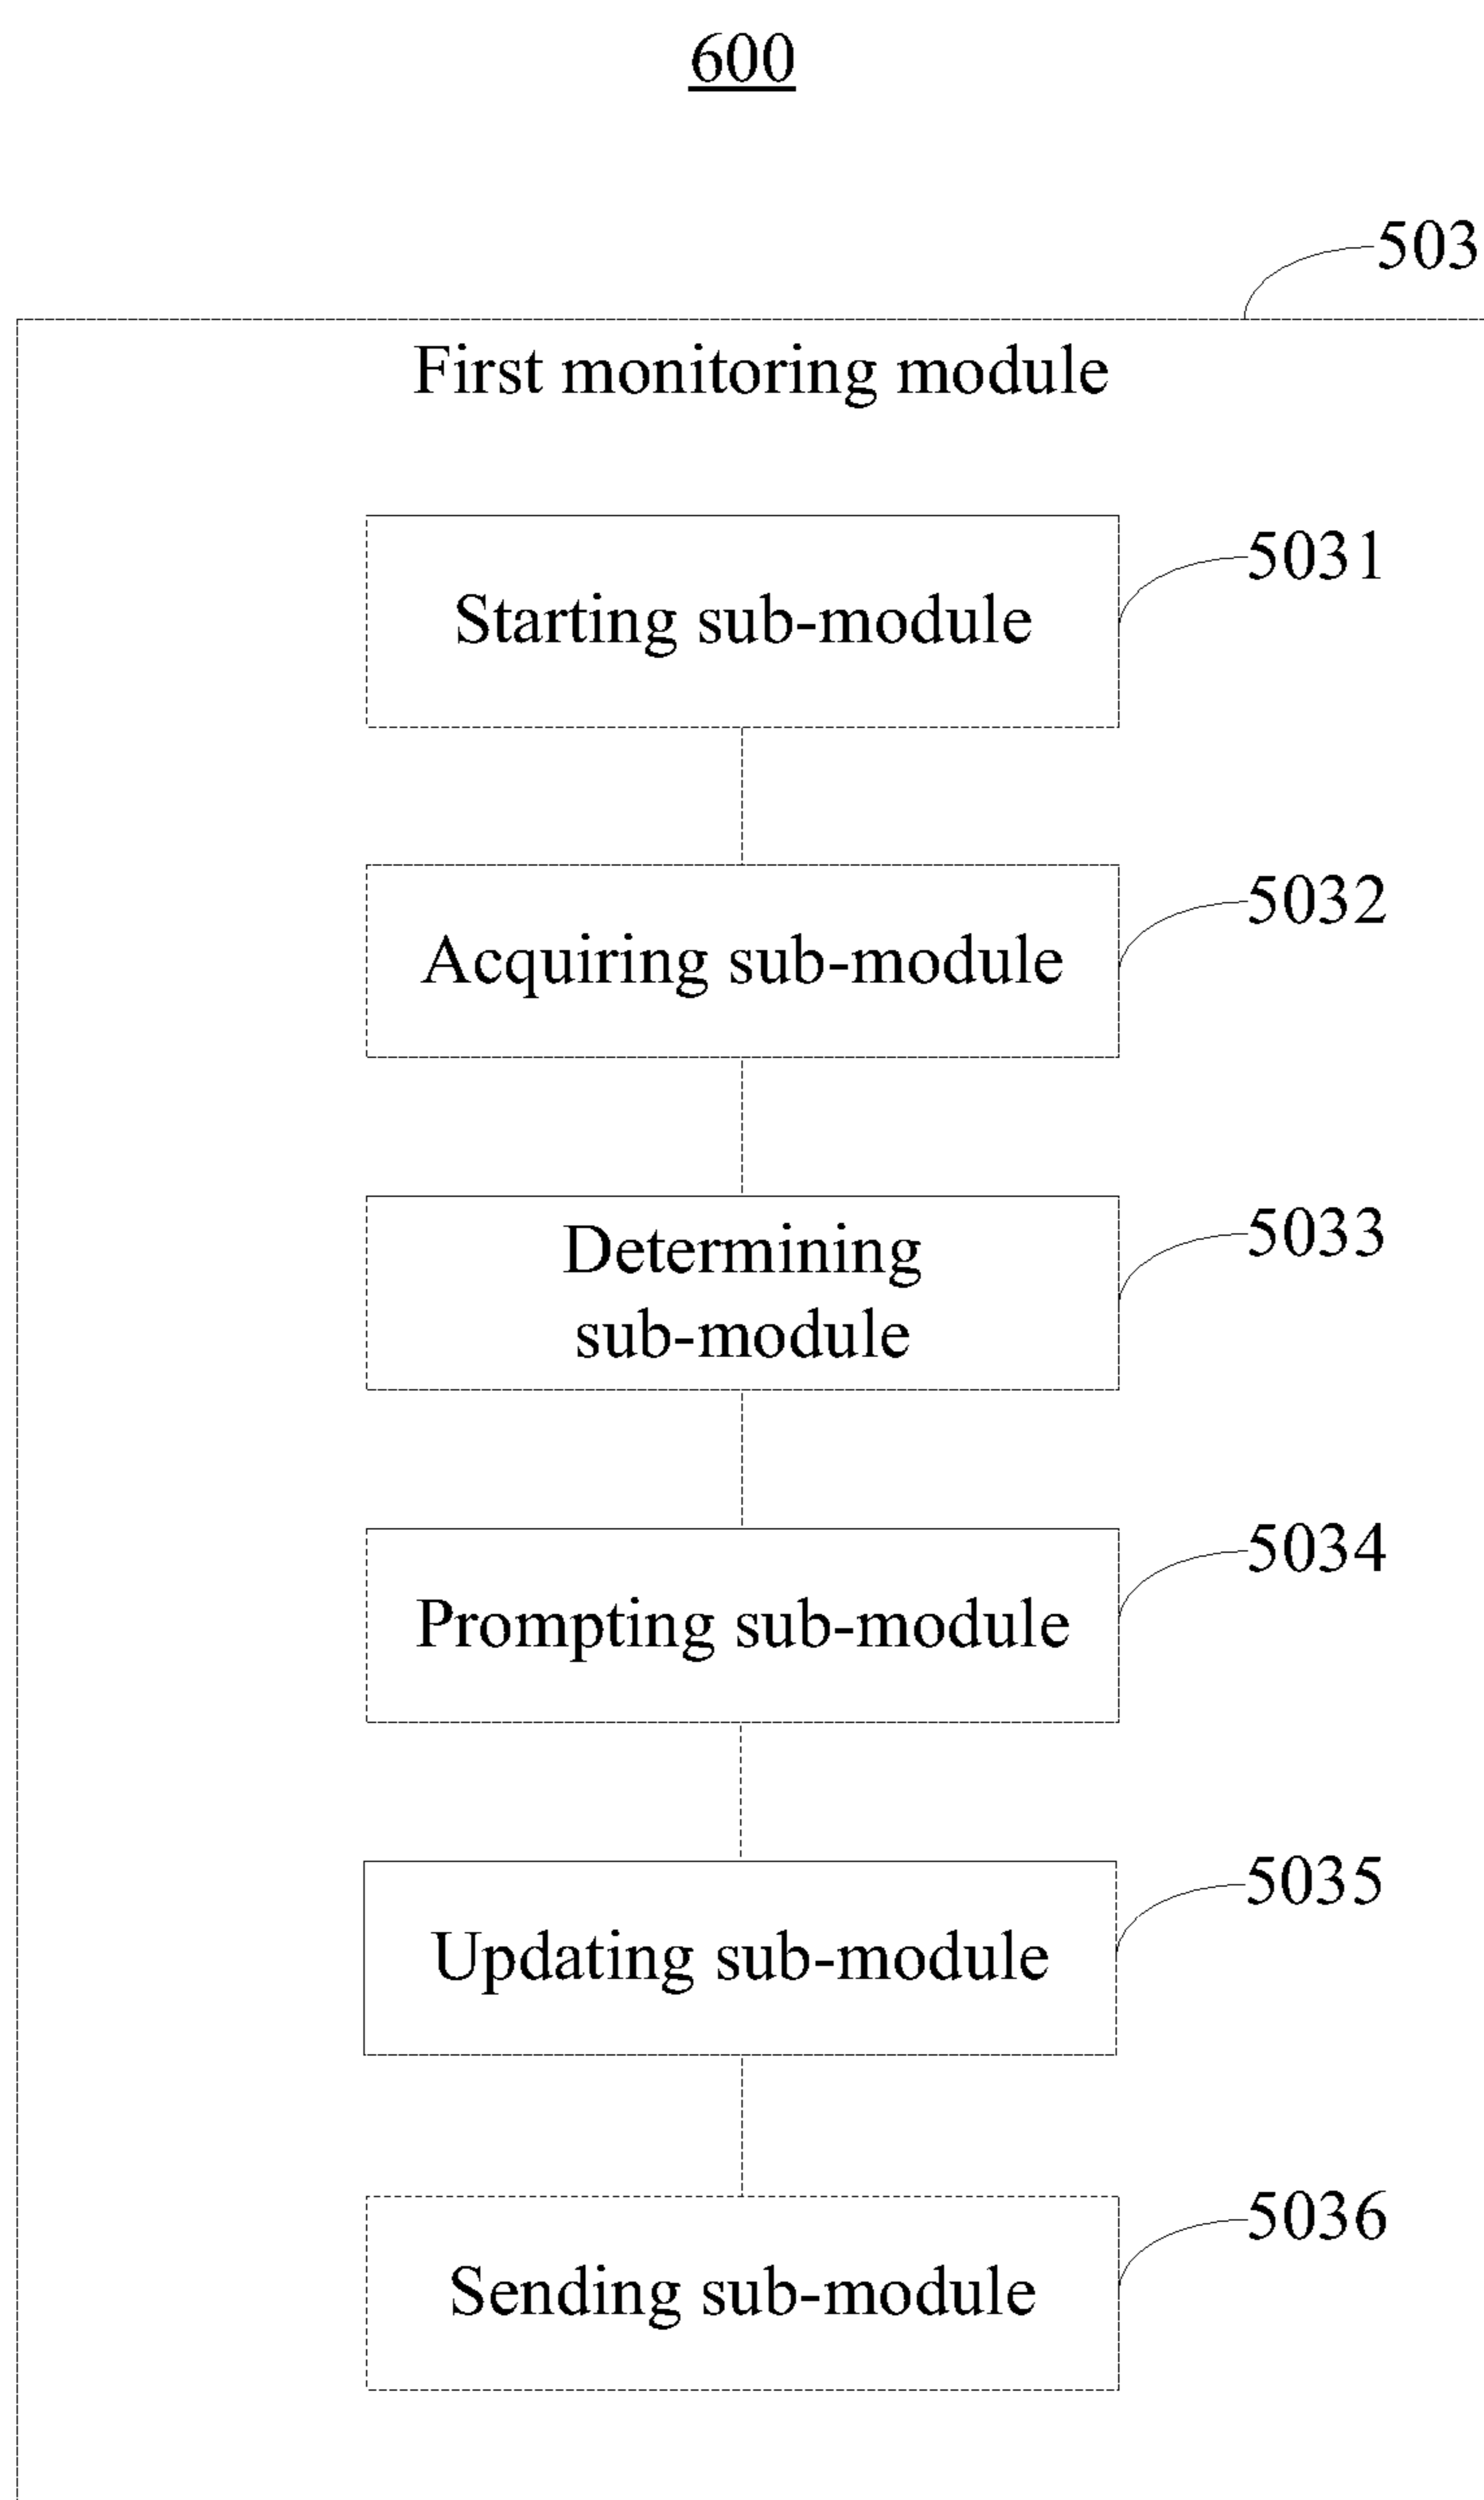 600
503
First monitoring module
5031
Starting sub-module
5032
Acquiring sub-module
5033
Determining
sub-module
5034
Prompting sub-module
5035
Updating sub-module
5036
Sending sub-module